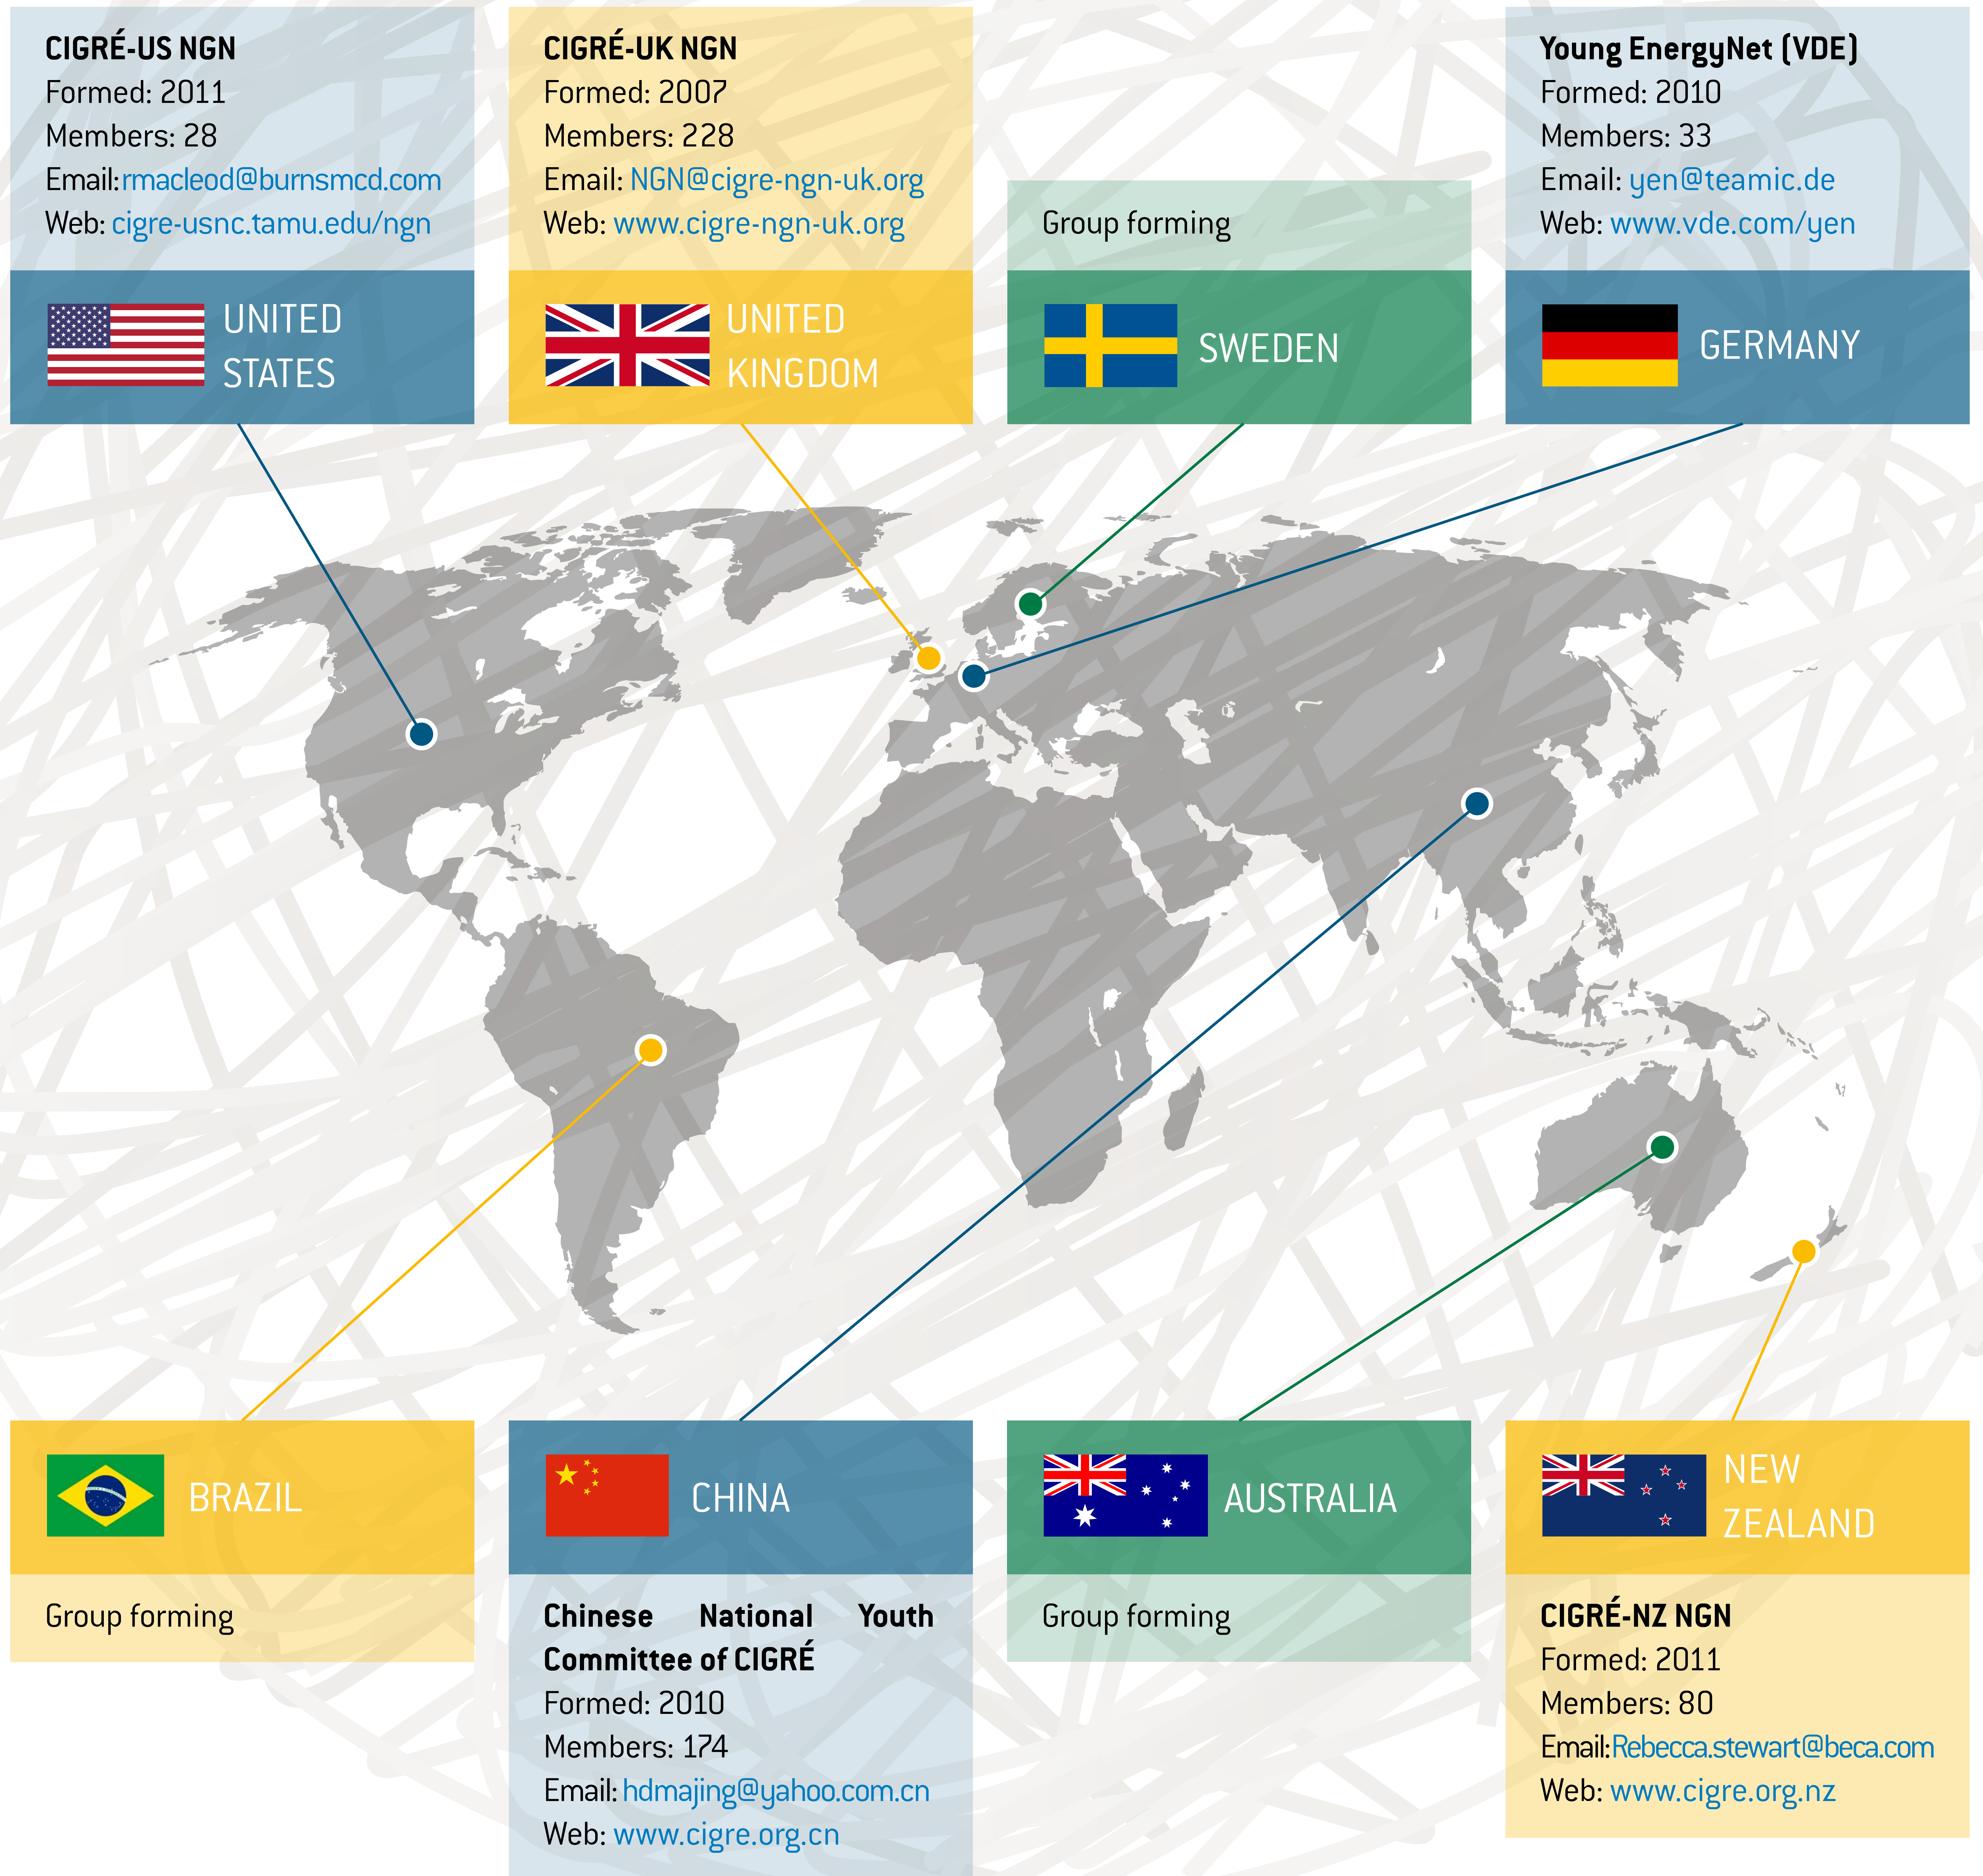 CIGRÉ-US NGN
Formed: 2011
Members: 28
Email: rmacleod@burnsmcd.com
Web: cigre-usnc.tamu.edu/ngn
UNITED
STATES
CIGRÉ-UK NGN
Formed: 2007
Members: 228
Email: NGN@cigre-ngn-uk.org
Web: www.cigre-ngn-uk.org
UNITED
KINGDOM
Group forming
SWEDEN
Young EnergyNet (VDE)
Formed: 2010
Members: 33
Email: yen@teamic.de
Web: www.vde.com/yen
GERMANY
BRAZIL
Group forming
CHINA
Chinese National Youth
Committee of CIGRÉ
Formed: 2010
Members: 174
Email: hdmajing@yahoo.com.cn
Web: www.cigre.org.cn
AUSTRALIA
Group forming
NEW
ZEALAND
CIGRÉ-NZ NGN
Formed: 2011
Members: 80
Email: Rebecca.stewart@beca.com
Web: www.cigre.org.nz